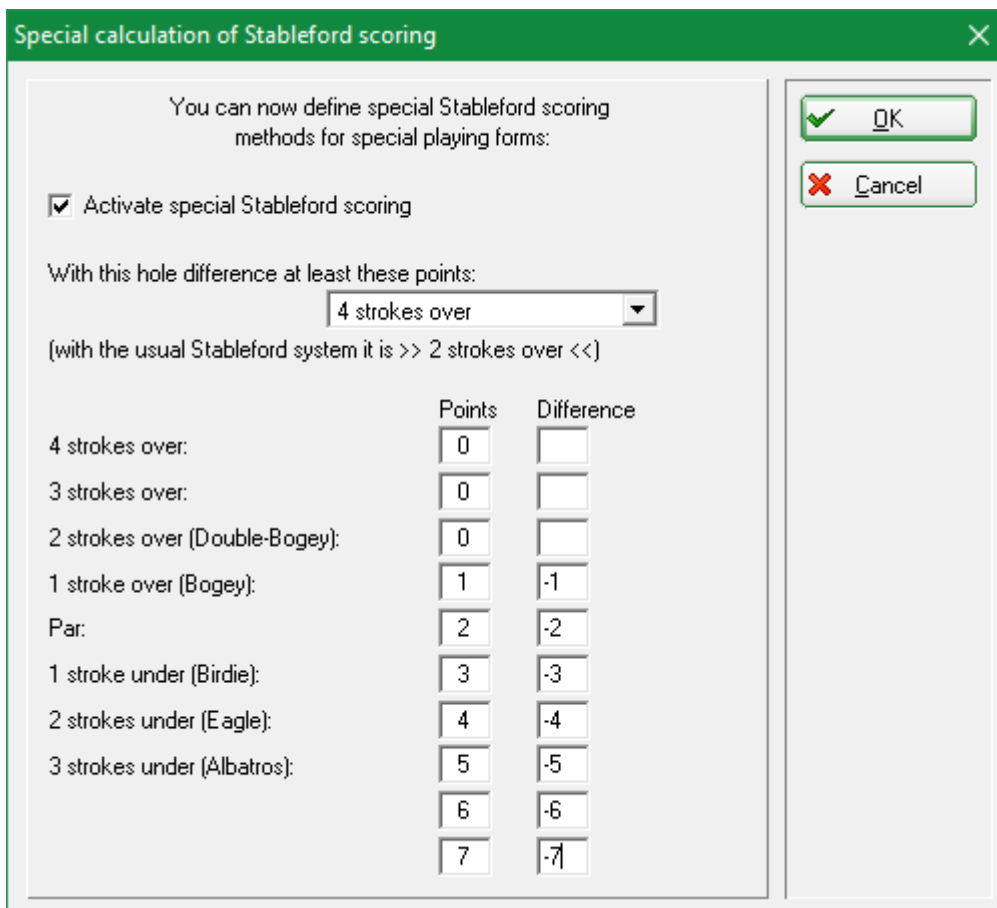 Special calculation of Stableford scoring
You can now define special Stableford scoring
methods for special playing forms:
OK
Cancel
Activate special Stableford scoring
With this hole difference at least these points:
4 strokes over
(with the usual Stableford system it is >> 2 strokes over <<)
Points Difference
4 strokes over: 0
3 strokes over: 0
2 strokes over (Double-Bogey): 0
1 stroke over (Bogey): 1 -1
Par: 2 -2
1 stroke under (Birdie): 3 -3
2 strokes under (Eagle): 4 -4
3 strokes under (Albatros): 5 -5
6 -6
7 -7